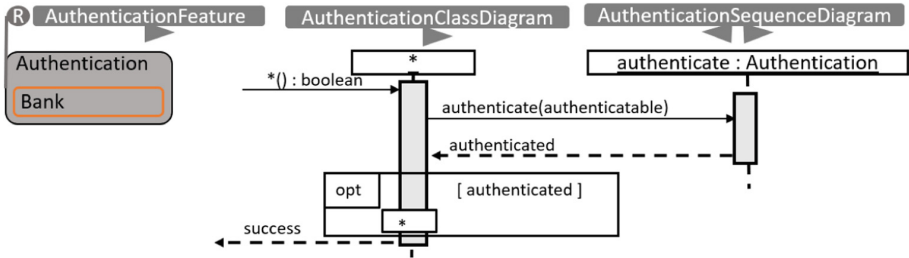 R AuthenticationFeature AuthenticationClassDiagram AuthenticationSequenceDiagram
Authentication
Bank
*
authenticate : Authentication
*() : boolean
authenticate(authenticatable)
authenticated
opt [ authenticated ]
*
success